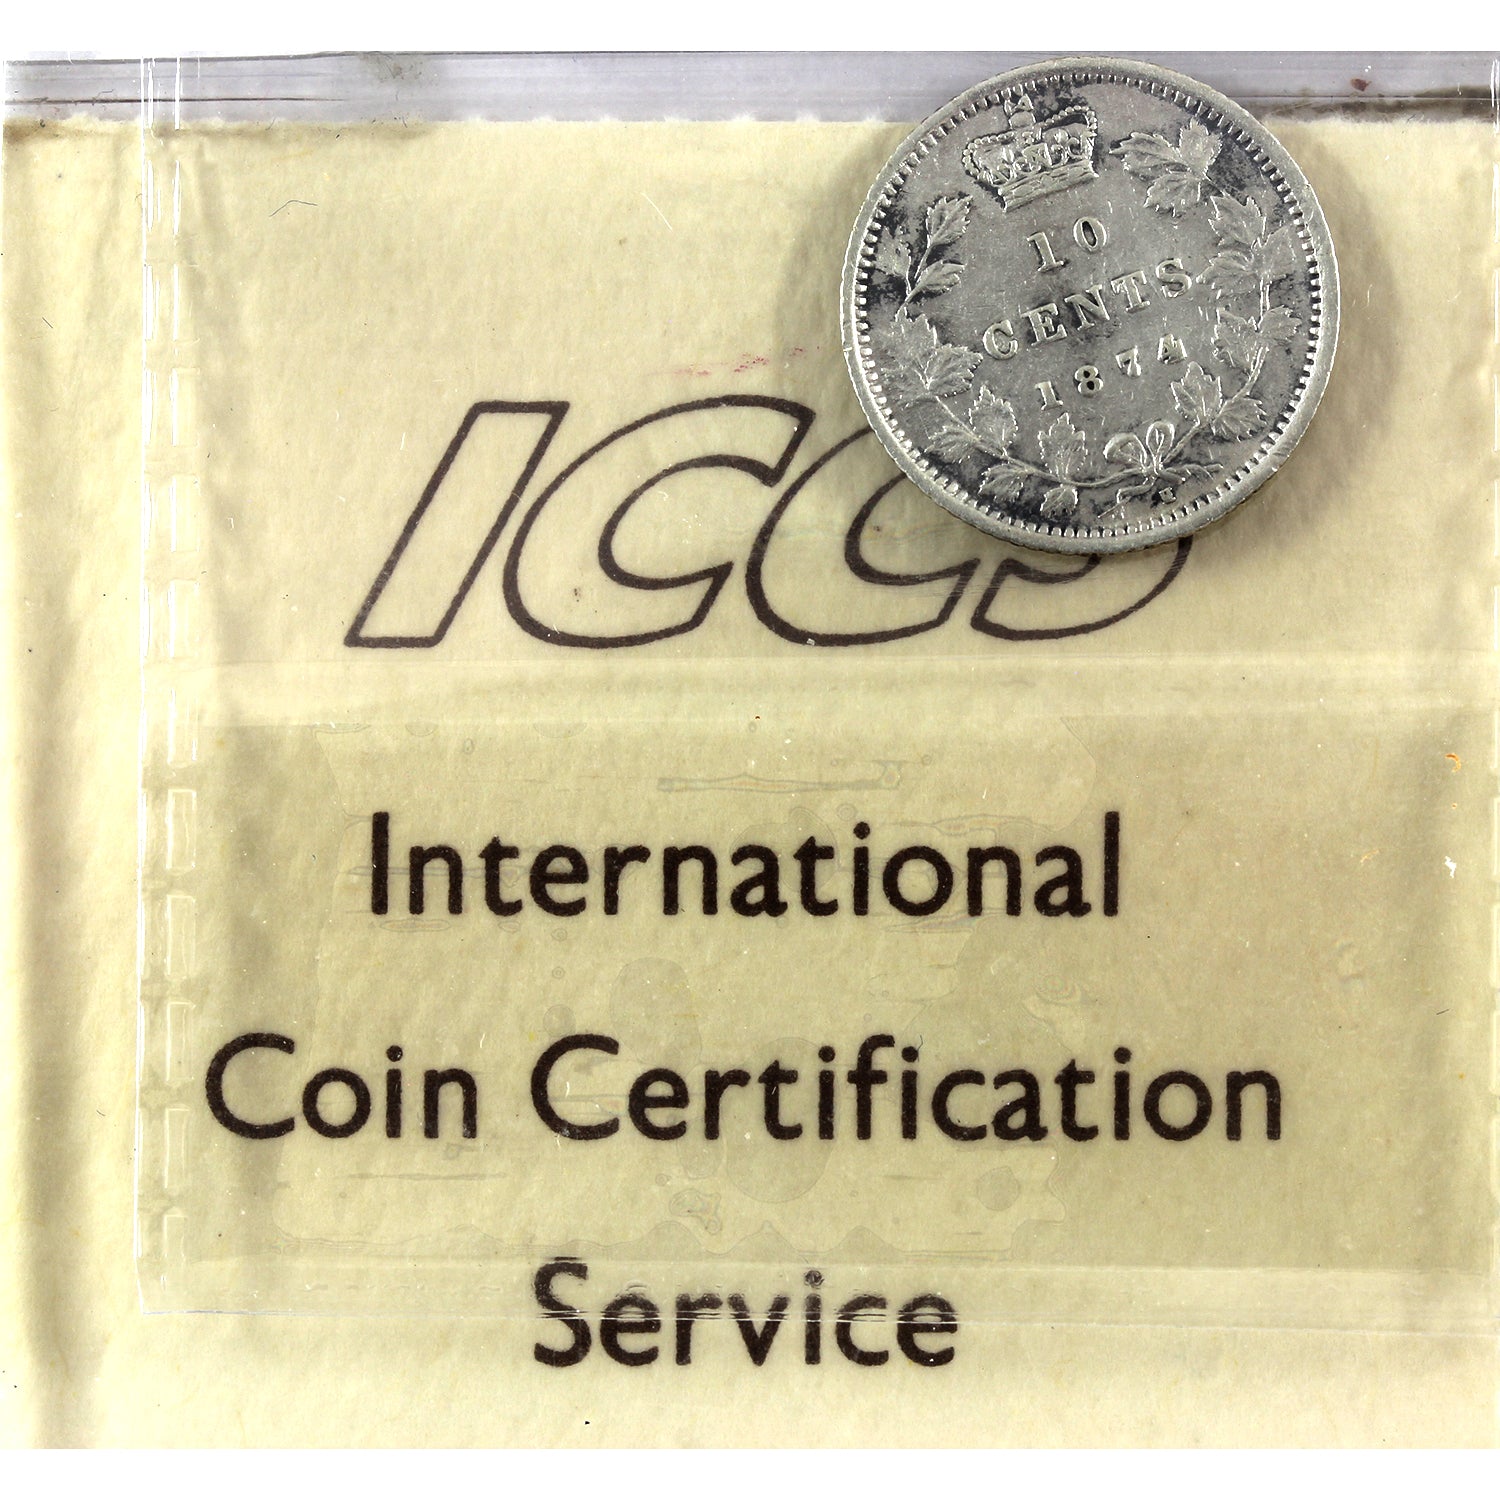 10
CENTS
1874
H
ICCS
International
Coin Certification
Service